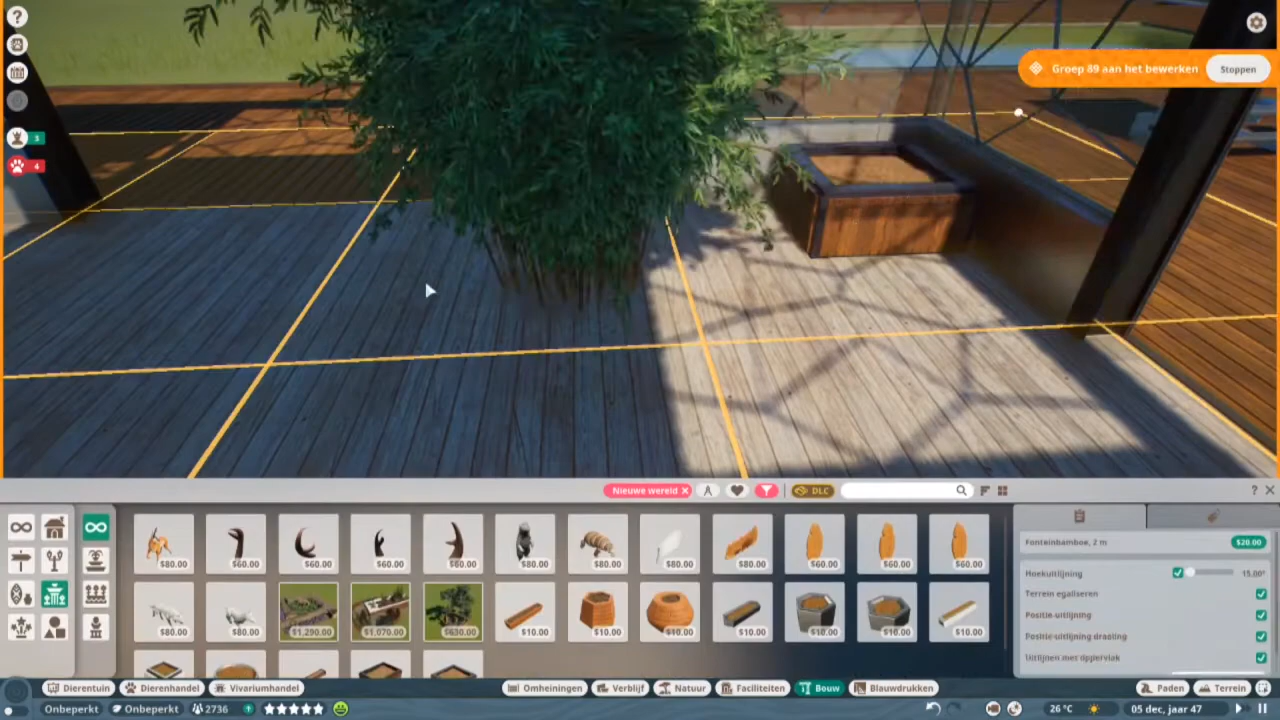 ?
Groep 89 aan het bewerken
Stoppen
3
4
Nieuwe wereld ×
DLC
? ×
$80.00 $60.00 $60.00 $60.00 $60.00 $80.00 $80.00 $80.00 $80.00 $60.00 $60.00 $60.00
$80.00 $80.00 $1,290.00 $1,070.00 $630.00 $10.00 $10.00 $10.00 $10.00 $10.00 $10.00 $10.00
Fonteinbamboe, 2 m $20.00
Hoekuitlijning 15.00°
Terrein egaliseren
Positie-uitlijning
Positie-uitlijning draaiing
Uitlijnen met oppervlak
Dierentuin Dierenhandel Vivariumhandel Omheiningen Verblijf Natuur Faciliteiten Bouw Blauwdrukken Paden Terrein
Onbeperkt Onbeperkt 2736 26 °C 05 dec, jaar 47